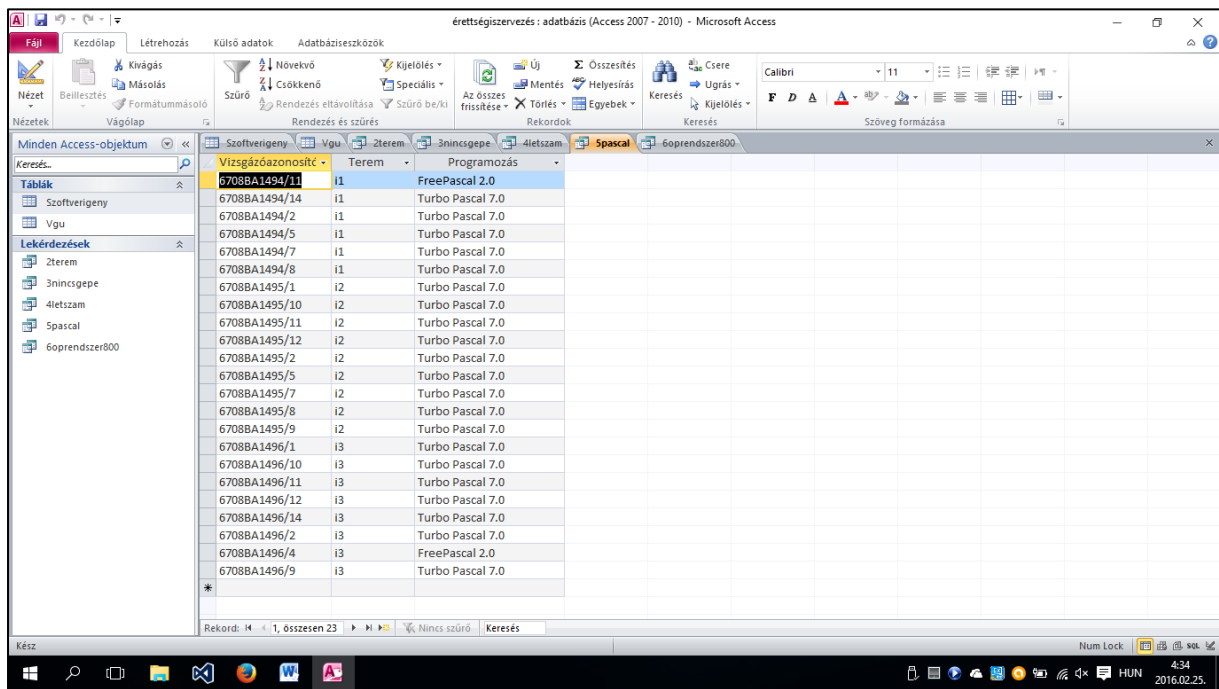 érettségiszervezés : adatbázis (Access 2007 - 2010) - Microsoft Access
Fájl Kezdőlap Létrehozás Külső adatok Adatbáziseszközök
Nézet
Beillesztés
Kivágás
Másolás
Formátummásoló
Szűrő
Növekvő
Csökkenő
Rendezés eltávolítása
Kijelölés
Speciális
Szűrő be/ki
Az összes frissítése
Új
Mentés
Törlés
Összesítés
Helyesírás
Egyebek
Keresés
Csere
Ugrás
Kijelölés
Calibri 11
F D A
Nézetek Vágólap Rendezés és szűrés Rekordok Keresés Szöveg formázása
Minden Access-objektum
Keresés...
Táblák
Szoftverigeny
Vgu
Lekérdezések
2terem
3nincsgepe
4letszam
5pascal
6oprendszer800
Szoftverigeny Vgu 2terem 3nincsgepe 4letszam 5pascal 6oprendszer800
Vizsgázóazonosító Terem Programozás
6708BA1494/11 i1 FreePascal 2.0
6708BA1494/14 i1 Turbo Pascal 7.0
6708BA1494/2 i1 Turbo Pascal 7.0
6708BA1494/5 i1 Turbo Pascal 7.0
6708BA1494/7 i1 Turbo Pascal 7.0
6708BA1494/8 i1 Turbo Pascal 7.0
6708BA1495/1 i2 Turbo Pascal 7.0
6708BA1495/10 i2 Turbo Pascal 7.0
6708BA1495/11 i2 Turbo Pascal 7.0
6708BA1495/12 i2 Turbo Pascal 7.0
6708BA1495/2 i2 Turbo Pascal 7.0
6708BA1495/5 i2 Turbo Pascal 7.0
6708BA1495/7 i2 Turbo Pascal 7.0
6708BA1495/8 i2 Turbo Pascal 7.0
6708BA1495/9 i2 Turbo Pascal 7.0
6708BA1496/1 i3 Turbo Pascal 7.0
6708BA1496/10 i3 Turbo Pascal 7.0
6708BA1496/11 i3 Turbo Pascal 7.0
6708BA1496/12 i3 Turbo Pascal 7.0
6708BA1496/14 i3 Turbo Pascal 7.0
6708BA1496/2 i3 Turbo Pascal 7.0
6708BA1496/4 i3 FreePascal 2.0
6708BA1496/9 i3 Turbo Pascal 7.0
Rekord: 1, összesen 23 Nincs szűrő Keresés
Kész Num Lock SQL
HUN 4:34
2016.02.25.